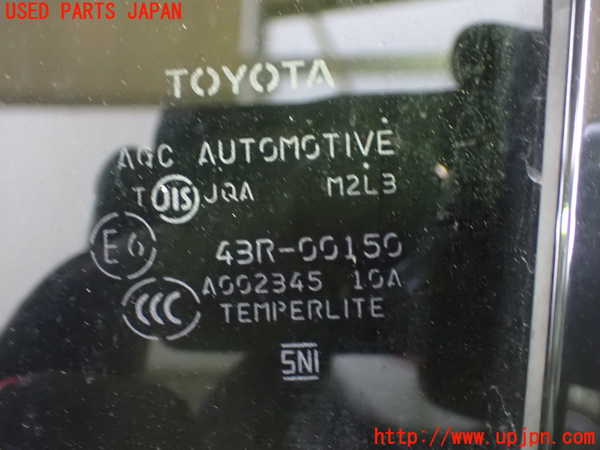 USED PARTS JAPAN
TOYOTA
AGC AUTOMOTIVE
T JIS JQA M2L3
E6 43R-00150
CCC A002345 10A
TEMPERLITE
SNI
http://www.upjpn.com/